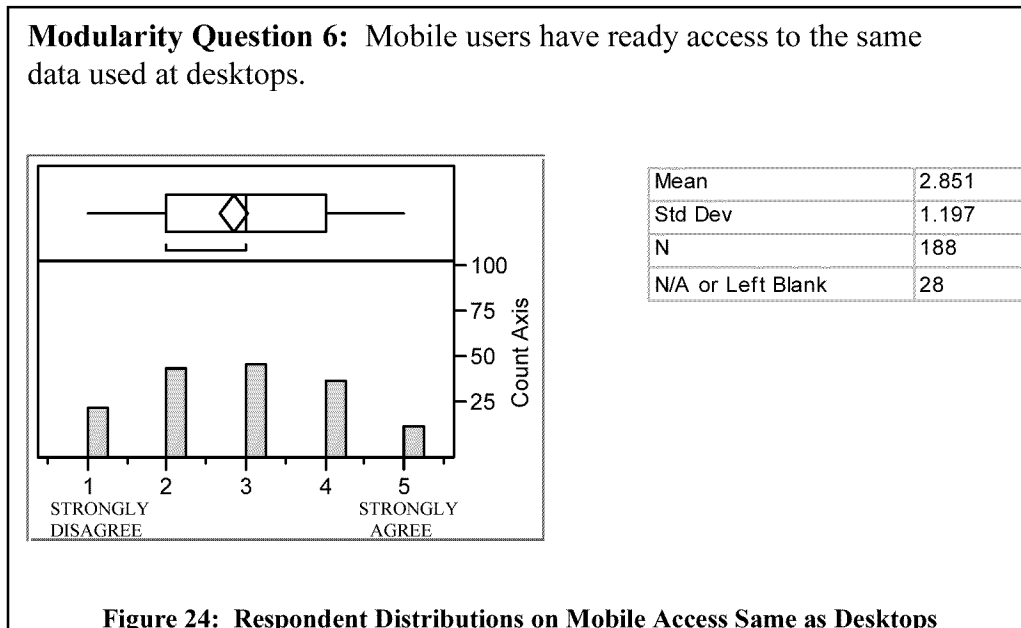 Modularity Question 6: Mobile users have ready access to the same
data used at desktops.
100
75
50
25
Count Axis
1 2 3 4 5
STRONGLY DISAGREE
STRONGLY AGREE
Mean 2.851
Std Dev 1.197
N 188
N/A or Left Blank 28
Figure 24: Respondent Distributions on Mobile Access Same as Desktops